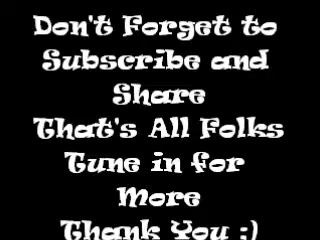 Don't Forget to
Subscribe and
Share
That's All Folks
Tune in for
More
Thank You ;)